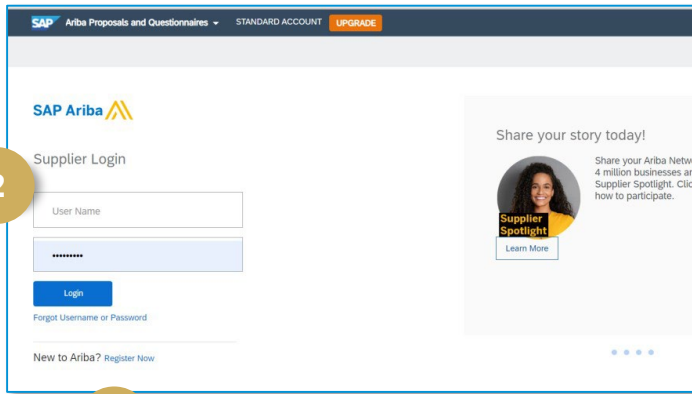 SAP Ariba Proposals and Questionnaires STANDARD ACCOUNT UPGRADE
SAP Ariba
Supplier Login
2
User Name
•••••••••
Login
Forgot Username or Password
New to Ariba? Register Now
Share your story today!
Share your Ariba
4 million businesses
Supplier Spotlight.
how to participate.
Supplier
Spotlight
Learn More